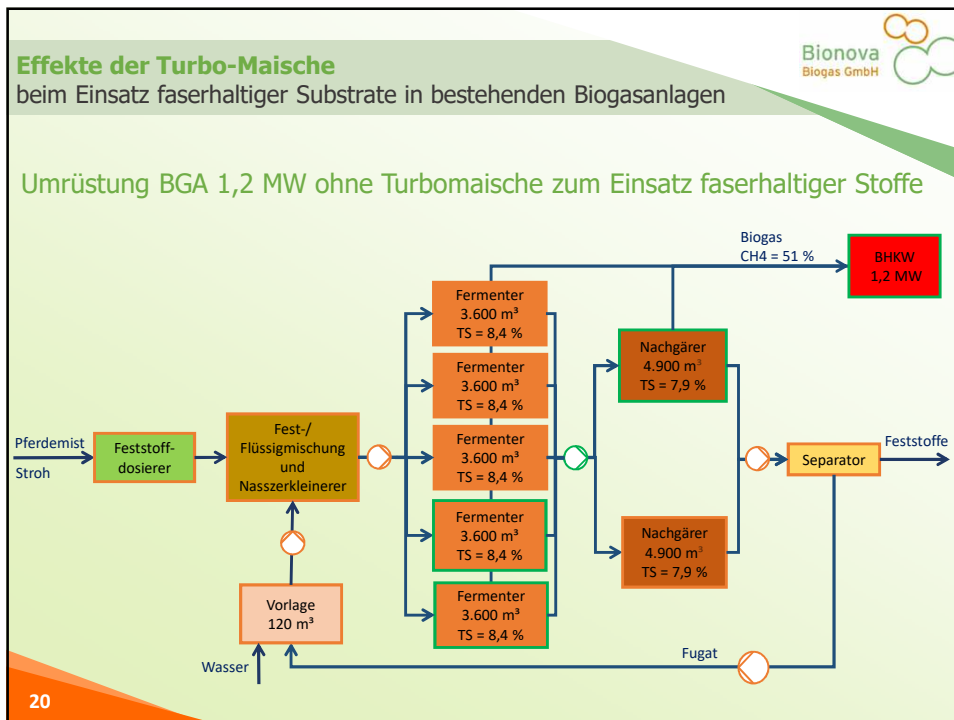 Effekte der Turbo-Maische
beim Einsatz faserhaltiger Substrate in bestehenden Biogasanlagen
Bionova
Biogas GmbH
Umrüstung BGA 1,2 MW ohne Turbomaische zum Einsatz faserhaltiger Stoffe
Biogas
CH4 = 51 %
BHKW
1,2 MW
Fermenter
3.600 m³
TS = 8,4 %
Fermenter
3.600 m³
TS = 8,4 %
Fermenter
3.600 m³
TS = 8,4 %
Fermenter
3.600 m³
TS = 8,4 %
Fermenter
3.600 m³
TS = 8,4 %
Nachgärer
4.900 m³
TS = 7,9 %
Nachgärer
4.900 m³
TS = 7,9 %
Pferdemist
Stroh
Feststoff-
dosierer
Fest-/
Flüssigmischung
und
Nasszerkleinerer
Separator
Feststoffe
Vorlage
120 m³
Wasser
Fugat
20